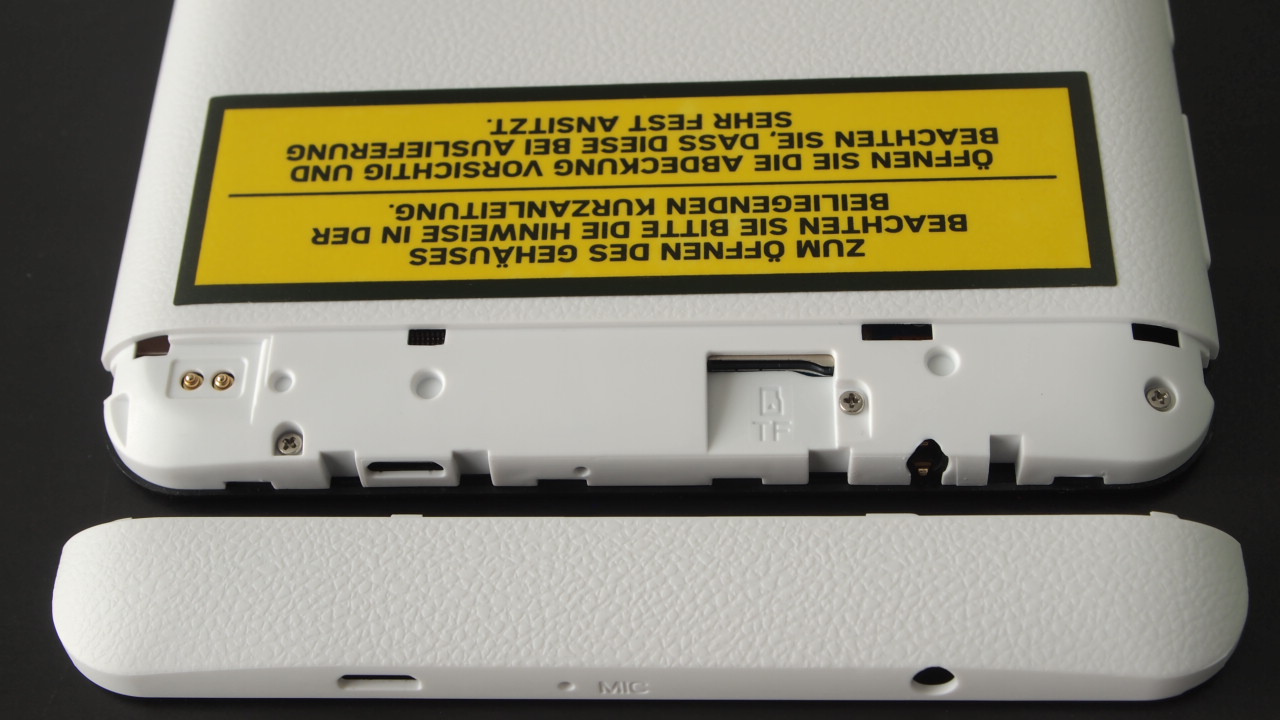 ZUM ÖFFNEN DES GEHÄUSES
BEACHTEN SIE BITTE DIE HINWEISE IN DER
BEILIEGENDEN KURZANLEITUNG.
ÖFFNEN SIE DIE ABDECKUNG VORSICHTIG UND
BEACHTEN SIE, DASS DIESE BEI AUSLIEFERUNG
SEHR FEST ANSITZT.
TF
MIC